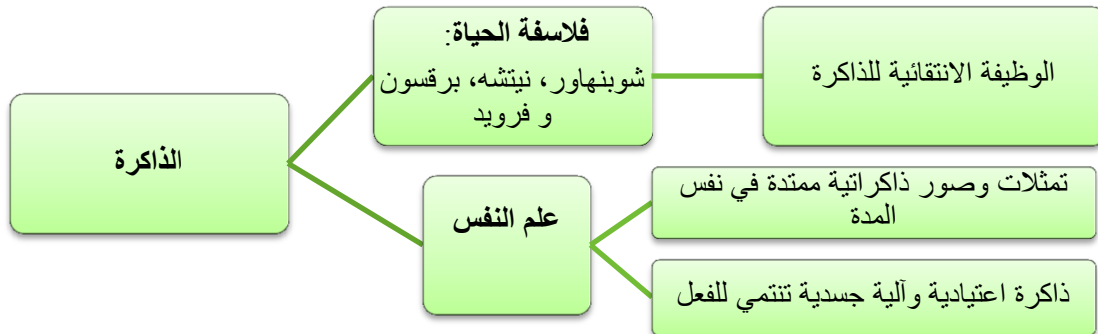 الذاكرة
فلاسفة الحياة:
شوبنهاور، نيتشه، برقسون
و فرويد
الوظيفة الانتقائية للذاكرة
علم النفس
تمثلات وصور ذاكراتية ممتدة في نفس
المدة
ذاكرة اعتيادية وآلية جسدية تنتمي للفعل